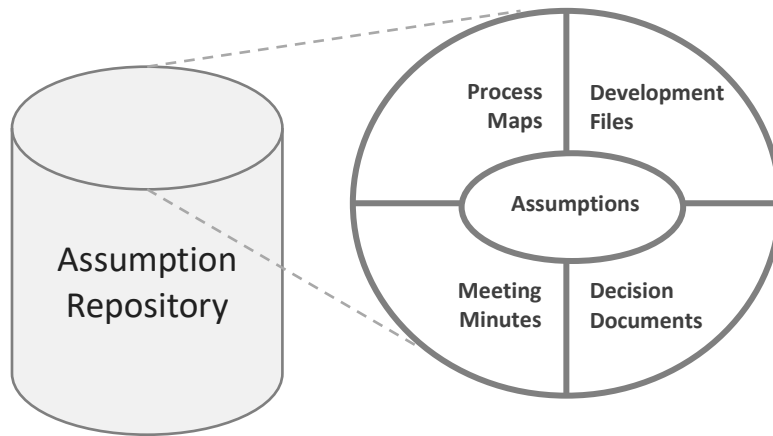 Assumption
Repository
Process
Maps
Development
Files
Assumptions
Meeting
Minutes
Decision
Documents